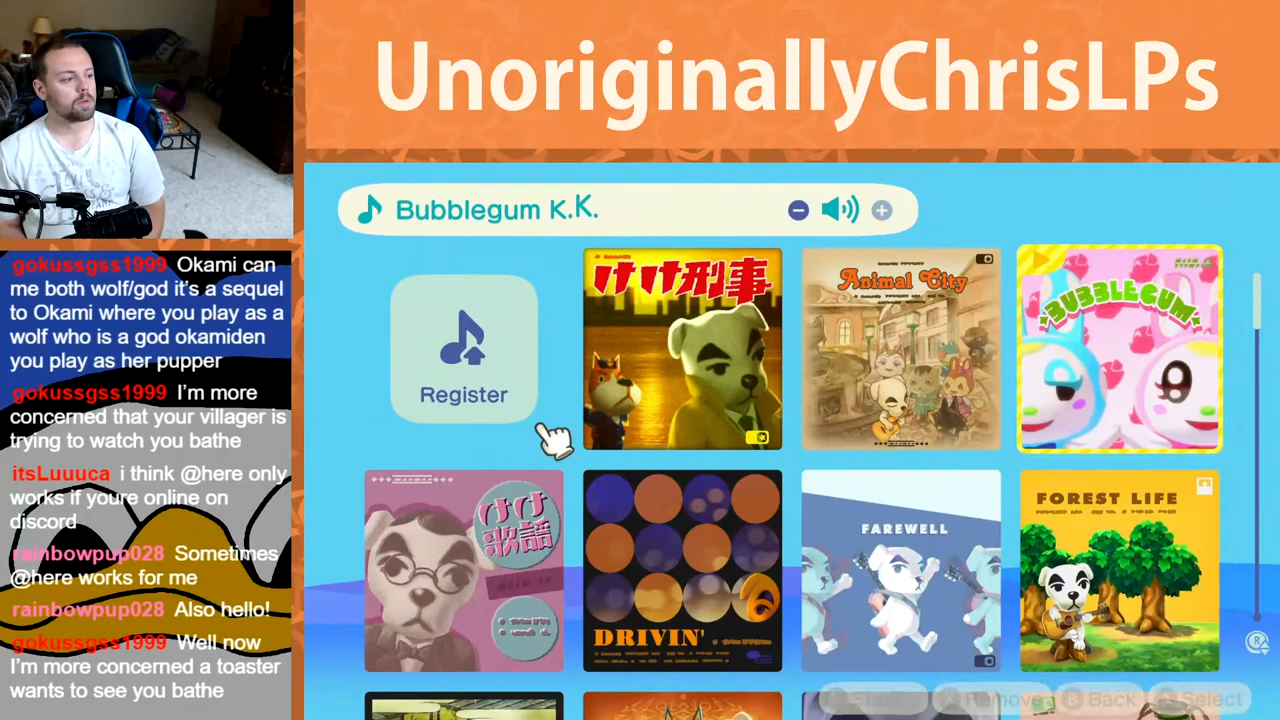 UnoriginallyChrisLPs
Bubblegum K.K.
Register
けけ刑事
Animal City
BUBBLEGUM
けけ
歌謡
DRIVIN'
FAREWELL
FOREST LIFE
Remove
B Back
Select
gokussgss1999 Okami can
me both wolf/god it's a sequel
to Okami where you play as a
wolf who is a god okamiden
you play as her pupper
gokussgss1999 I'm more
concerned that your villager is
trying to watch you bathe
itsLuuuca i think @here only
works if youre online on
discord
rainbowpup028 Sometimes
@here works for me
rainbowpup028 Also hello!
gokussgss1999 Well now
I'm more concerned a toaster
wants to see you bathe